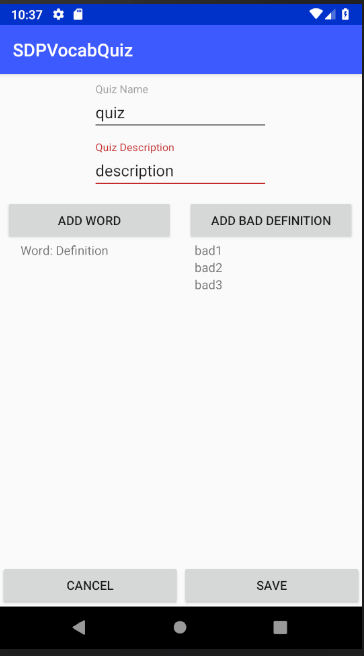 10:37
SDPVocabQuiz
Quiz Name
quiz
Quiz Description
description
ADD WORD ADD BAD DEFINITION
Word: Definition bad1
bad2
bad3
CANCEL SAVE